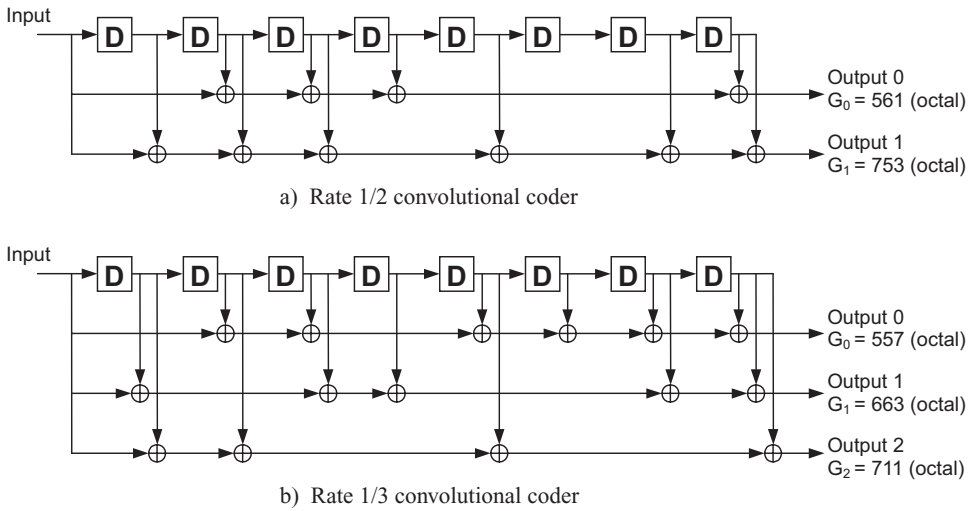 Input
D D D D D D D D
Output 0
G₀ = 561 (octal)
Output 1
G₁ = 753 (octal)
a) Rate 1/2 convolutional coder
Input
D D D D D D D D
Output 0
G₀ = 557 (octal)
Output 1
G₁ = 663 (octal)
Output 2
G₂ = 711 (octal)
b) Rate 1/3 convolutional coder